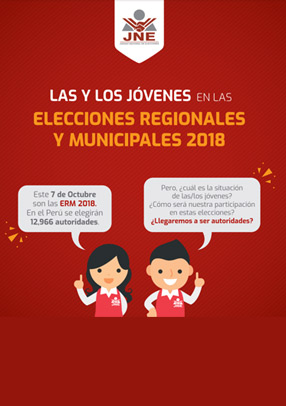 JNE
LAS Y LOS JÓVENES EN LAS
ELECCIONES REGIONALES
Y MUNICIPALES 2018
Este 7 de Octubre
son las ERM 2018.
En el Perú se elegirán
12,966 autoridades.
Pero, ¿cuál es la situación
de las/los jóvenes?
¿Cómo será nuestra participación
en estas elecciones?
¿Llegaremos a ser autoridades?